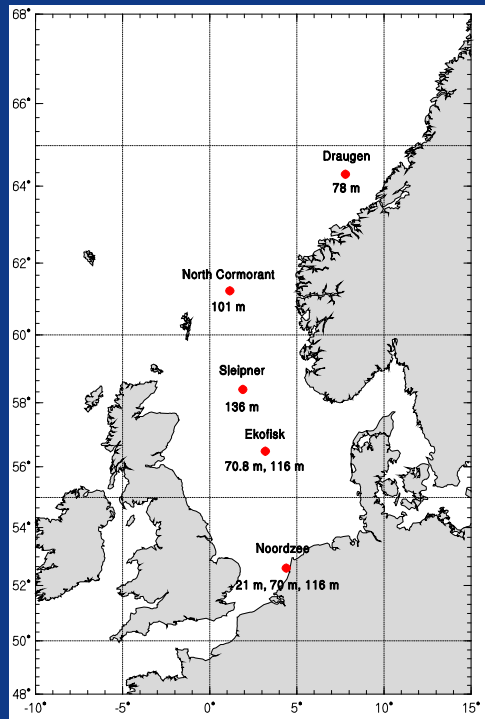 68°
66°
Draugen
64°
78 m
62°
North Cormorant
101 m
60°
Sleipner
58°
136 m
Ekofisk
56°
70.8 m, 116 m
54°
Noordzee
52°
21 m, 70 m, 116 m
50°
48°
-10° -5° 0° 5° 10° 15°